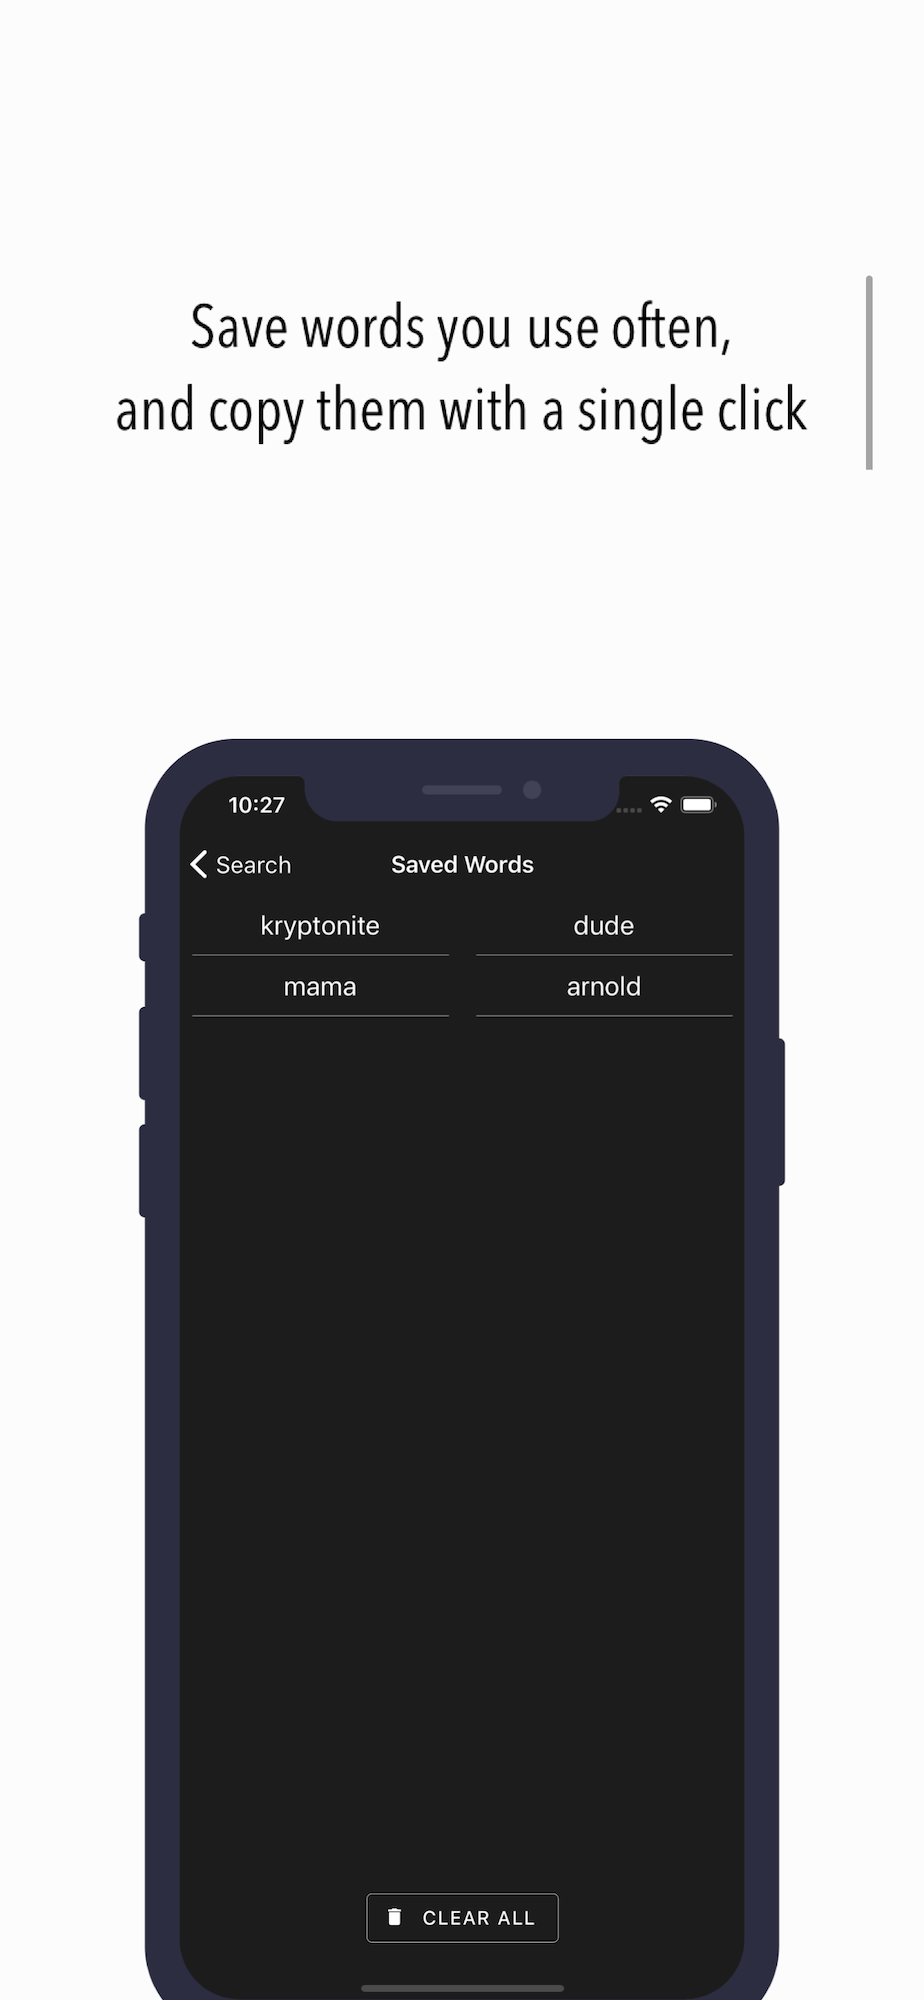 Save words you use often,
and copy them with a single click
10:27
Search
Saved Words
kryptonite dude
mama arnold
CLEAR ALL